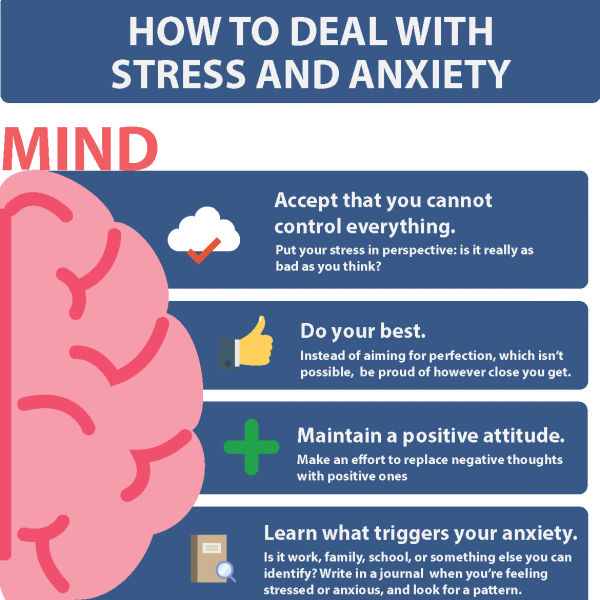 HOW TO DEAL WITH
STRESS AND ANXIETY
MIND
Accept that you cannot
control everything.
Put your stress in perspective: is it really as
bad as you think?
Do your best.
Instead of aiming for perfection, which isn't
possible, be proud of however close you get.
Maintain a positive attitude.
Make an effort to replace negative thoughts
with positive ones
Learn what triggers your anxiety.
Is it work, family, school, or something else you can
identify? Write in a journal when you're feeling
stressed or anxious, and look for a pattern.